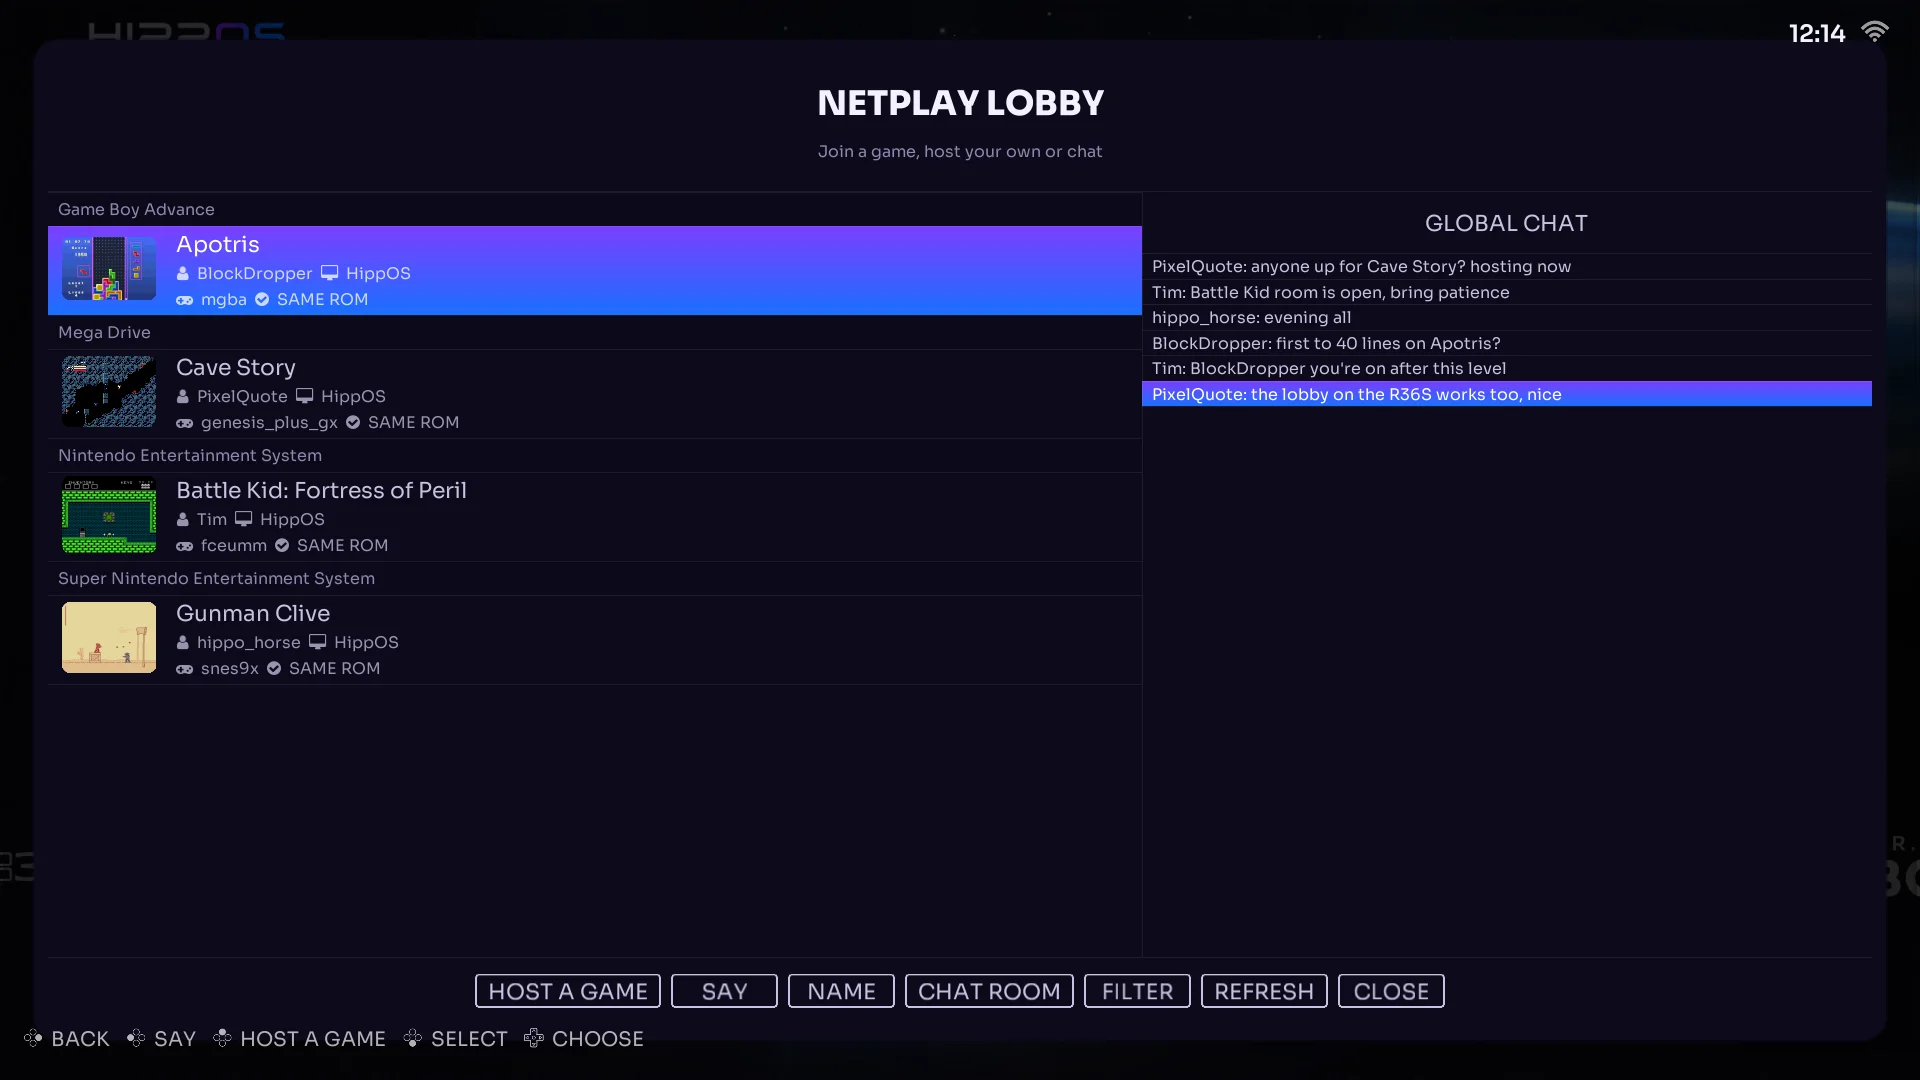 HIPPOS
12:14
NETPLAY LOBBY
Join a game, host your own or chat
Game Boy Advance
Apotris
BlockDropper HippOS
mgba SAME ROM
Mega Drive
Cave Story
PixelQuote HippOS
genesis_plus_gx SAME ROM
Nintendo Entertainment System
Battle Kid: Fortress of Peril
Tim HippOS
fceumm SAME ROM
Super Nintendo Entertainment System
Gunman Clive
hippo_horse HippOS
snes9x SAME ROM
GLOBAL CHAT
PixelQuote: anyone up for Cave Story? hosting now
Tim: Battle Kid room is open, bring patience
hippo_horse: evening all
BlockDropper: first to 40 lines on Apotris?
Tim: BlockDropper you're on after this level
PixelQuote: the lobby on the R36S works too, nice
HOST A GAME SAY NAME CHAT ROOM FILTER REFRESH CLOSE
BACK SAY HOST A GAME SELECT CHOOSE